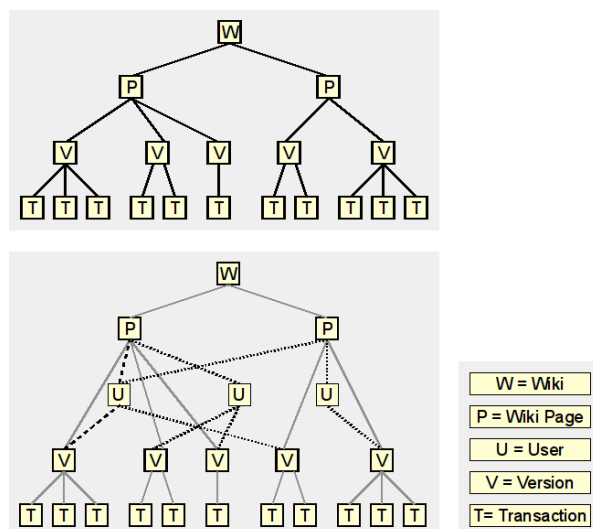 W
P P
V V V V V
T T T T T T T T T T T
W
P P
U U U
V V V V V
T T T T T T T T T T T
W = Wiki
P = Wiki Page
U = User
V = Version
T= Transaction